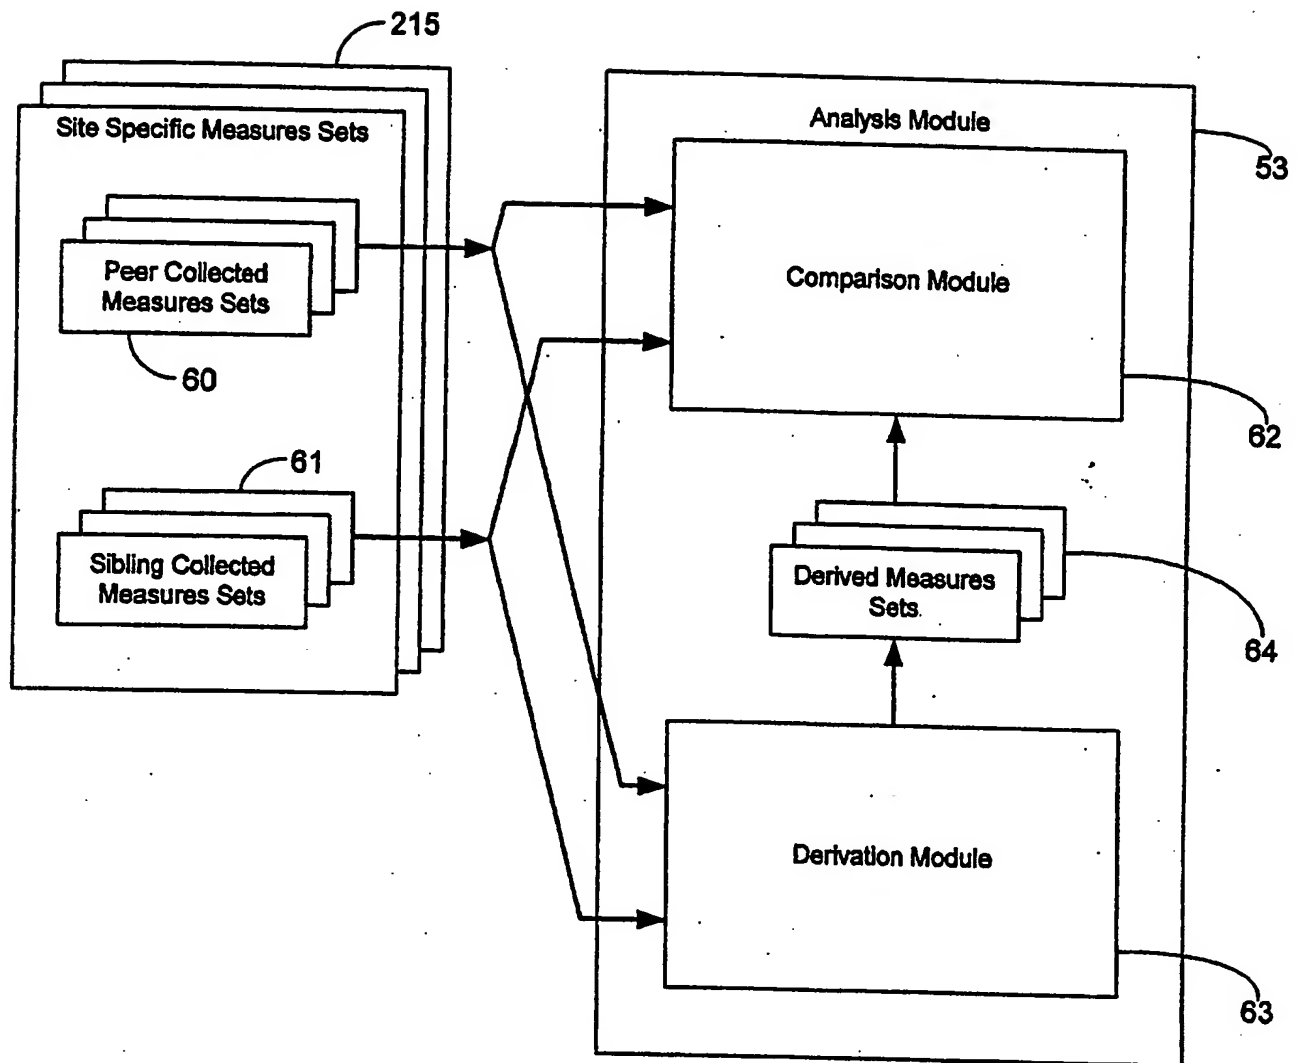 215
Site Specific Measures Sets
Analysis Module
53
Peer Collected
Measures Sets
Comparison Module
60
62
61
Sibling Collected
Measures Sets
Derived Measures
Sets
64
Derivation Module
63